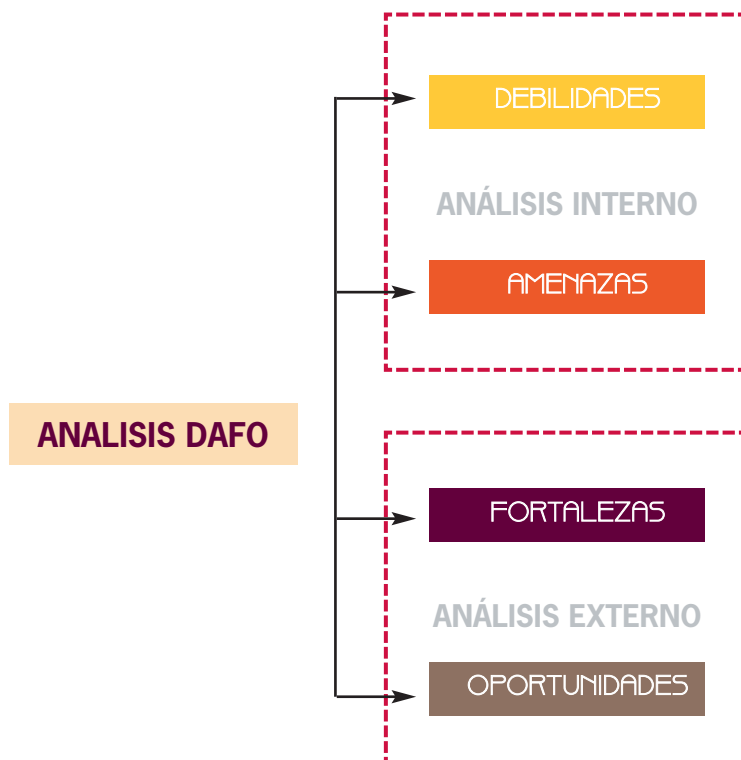 DEBILIDADES
ANÁLISIS INTERNO
AMENAZAS
ANALISIS DAFO
FORTALEZAS
ANÁLISIS EXTERNO
OPORTUNIDADES